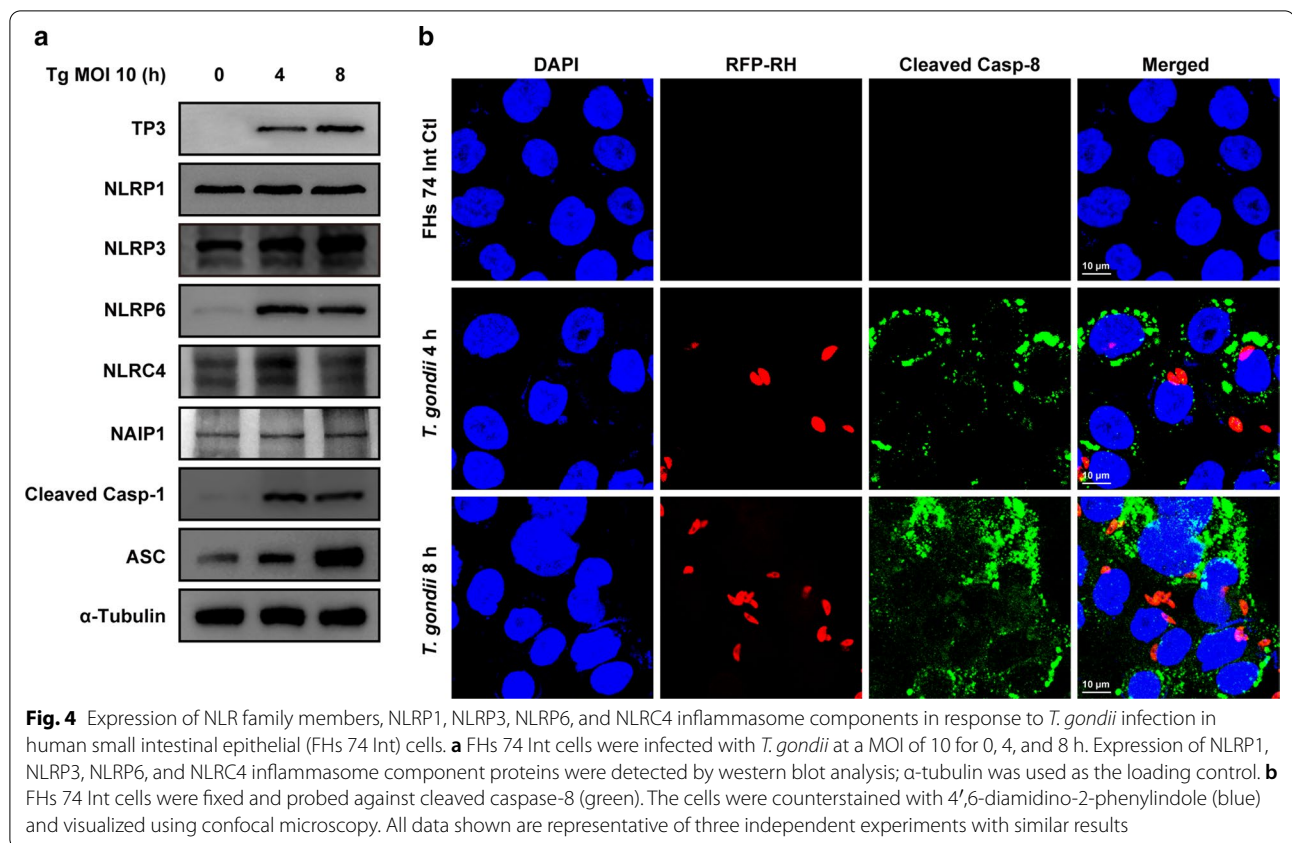 a
b
Tg MOI 10 (h) 0 4 8
TP3
NLRP1
NLRP3
NLRP6
NLRC4
NAIP1
Cleaved Casp-1
ASC
α-Tubulin
DAPI RFP-RH Cleaved Casp-8 Merged
FHs 74 Int Ctl
10 µm
T. gondii 4 h
10 µm
T. gondii 8 h
10 µm
Fig. 4 Expression of NLR family members, NLRP1, NLRP3, NLRP6, and NLRC4 inflammasome components in response to T. gondii infection in
human small intestinal epithelial (FHs 74 Int) cells. a FHs 74 Int cells were infected with T. gondii at a MOI of 10 for 0, 4, and 8 h. Expression of NLRP1,
NLRP3, NLRP6, and NLRC4 inflammasome component proteins were detected by western blot analysis; α-tubulin was used as the loading control. b
FHs 74 Int cells were fixed and probed against cleaved caspase-8 (green). The cells were counterstained with 4′,6-diamidino-2-phenylindole (blue)
and visualized using confocal microscopy. All data shown are representative of three independent experiments with similar results